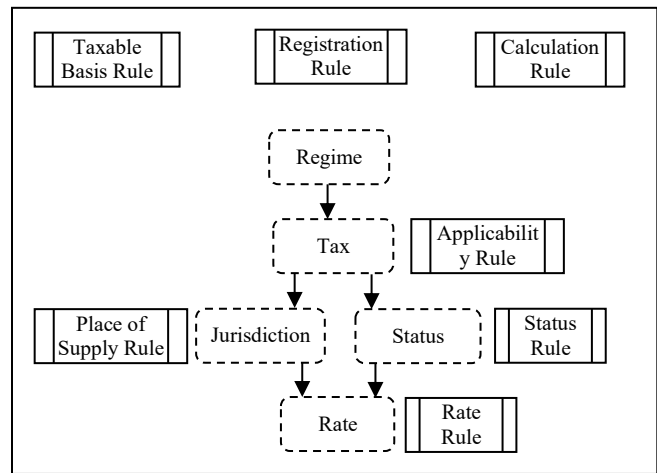 Taxable
Basis Rule
Registration
Rule
Calculation
Rule
Regime
Tax
Applicabilit
y Rule
Place of
Supply Rule
Jurisdiction
Status
Status
Rule
Rate
Rate
Rule